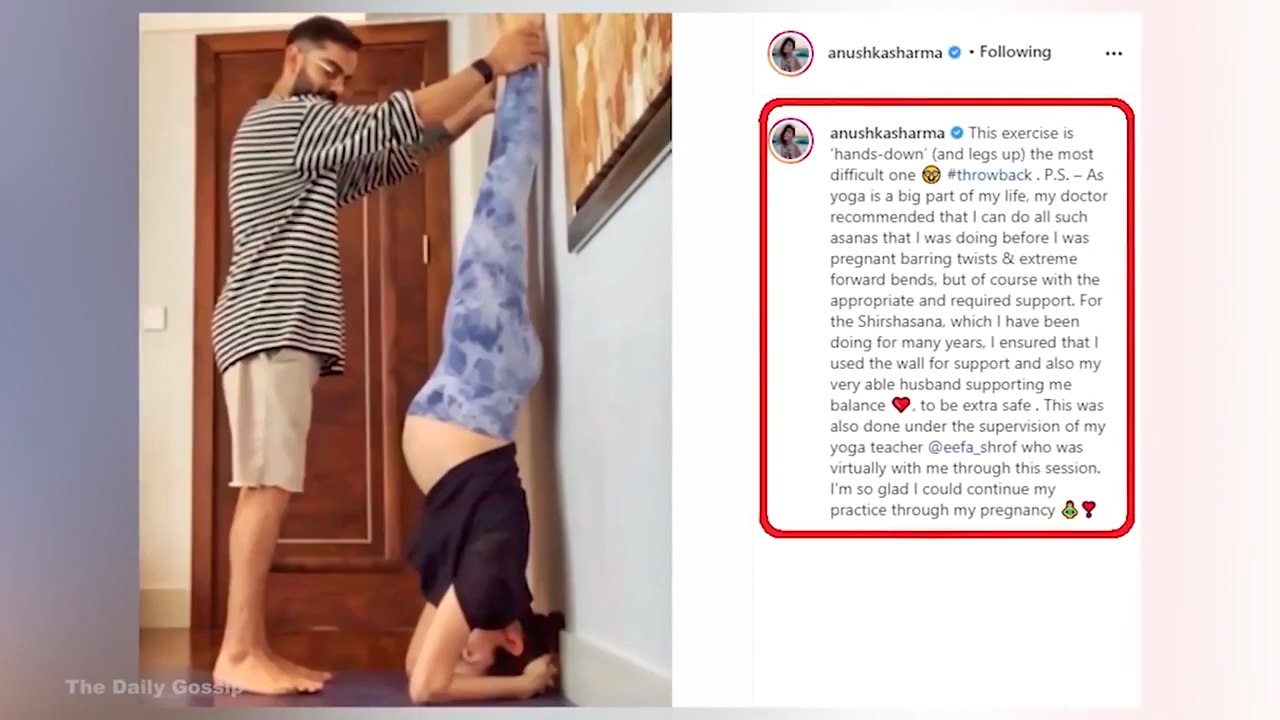 anushkasharma • Following
anushkasharma This exercise is
‘hands-down’ (and legs up) the most
difficult one 🤓 #throwback . P.S. – As
yoga is a big part of my life, my doctor
recommended that I can do all such
asanas that I was doing before I was
pregnant barring twists & extreme
forward bends, but of course with the
appropriate and required support. For
the Shirshasana, which I have been
doing for many years, I ensured that I
used the wall for support and also my
very able husband supporting me
balance ❤️, to be extra safe . This was
also done under the supervision of my
yoga teacher @eefa_shrof who was
virtually with me through this session.
I'm so glad I could continue my
practice through my pregnancy 🤰❣️
The Daily Gossip